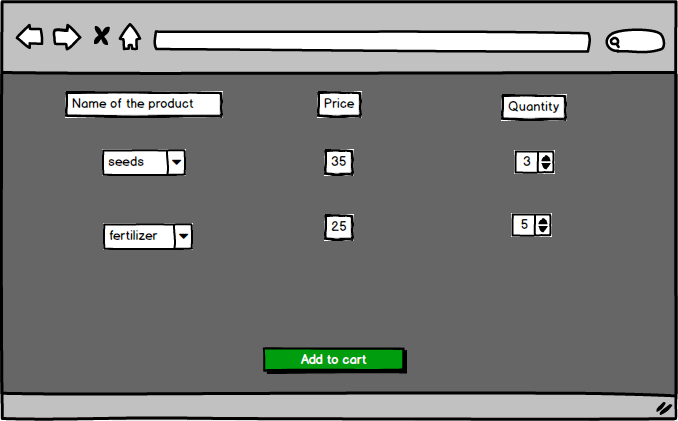 Name of the product
Price
Quantity
seeds
35
3
fertilizer
25
5
Add to cart